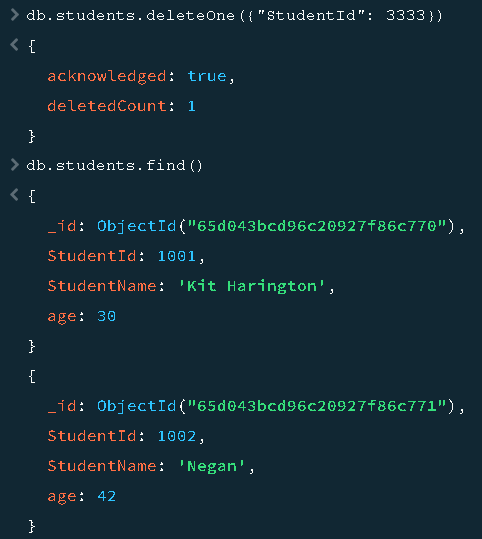 > db.students.deleteOne({"StudentId": 3333})
< {
    acknowledged: true,
    deletedCount: 1
  }
> db.students.find()
< {
    _id: ObjectId("65d043bcd96c20927f86c770"),
    StudentId: 1001,
    StudentName: 'Kit Harington',
    age: 30
  }
  {
    _id: ObjectId("65d043bcd96c20927f86c771"),
    StudentId: 1002,
    StudentName: 'Negan',
    age: 42
  }